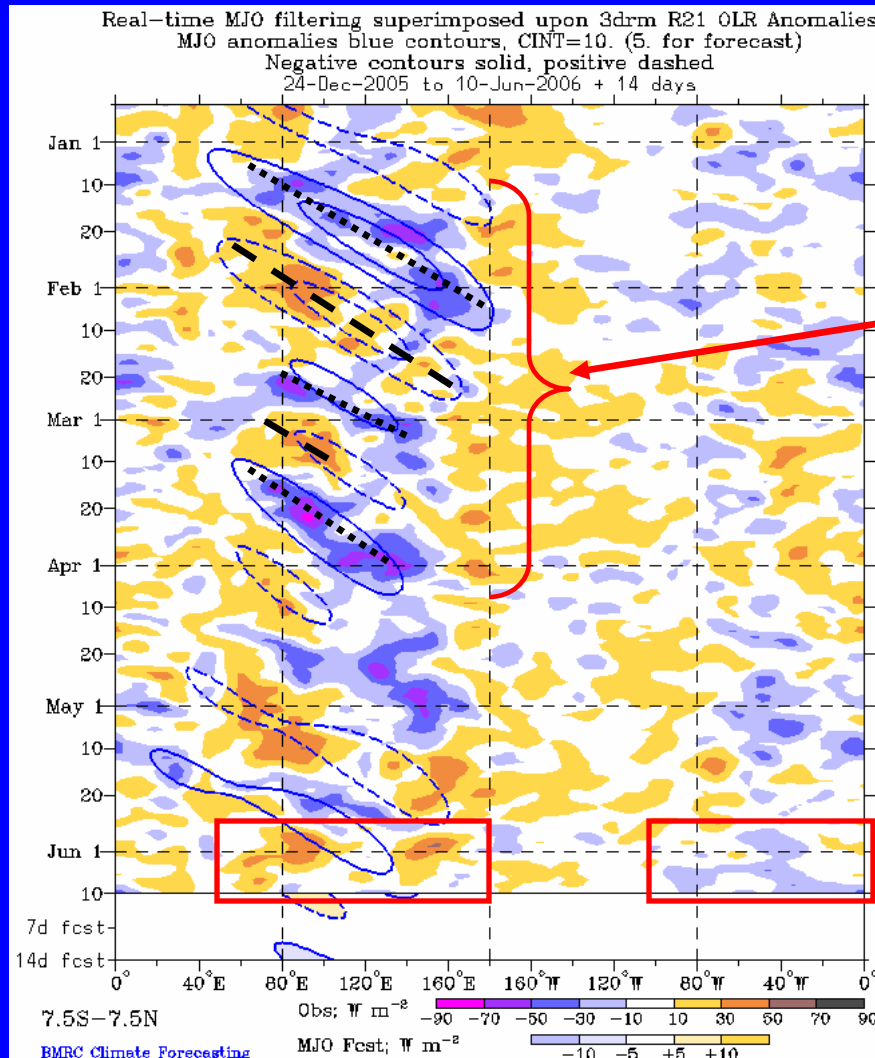 Real-time MJO filtering superimposed upon 3drm R21 OLR Anomalies
MJO anomalies blue contours, CINT=10. (5. for forecast)
Negative contours solid, positive dashed
24-Dec-2005 to 10-Jun-2006 + 14 days
Jan 1
10
20
Feb 1
10
20
Mar 1
10
20
Apr 1
10
20
May 1
10
20
Jun 1
10
7d fcst
14d fcst
0° 40°E 80°E 120°E 160°E 160°W 120°W 80°W 40°W 0°
7.5S-7.5N
Obs; W m⁻²
-90 -70 -50 -30 -10 10 30 50 70 90
BMRC Climate Forecasting
MJO Fcst; W m⁻²
-10 -5 +5 +10